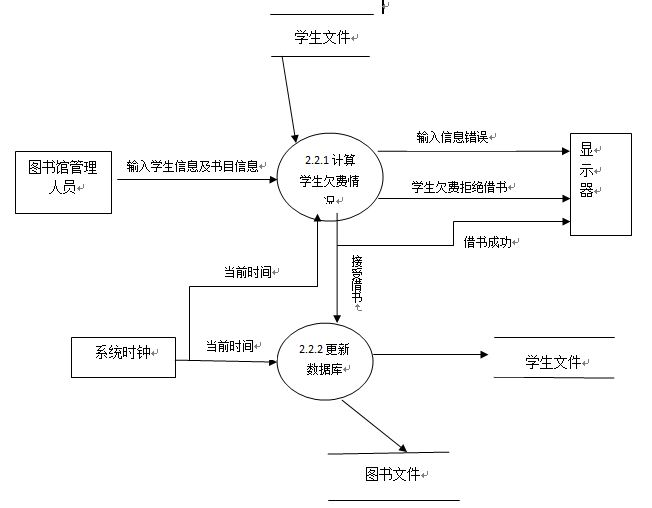 学生文件
输入信息错误
图书馆管理
人员
输入学生信息及书目信息
2.2.1 计算
学生欠费情
况
显
示
器
学生欠费拒绝借书
借书成功
当前时间
接受借书
系统时钟
当前时间
2.2.2 更新
数据库
学生文件
图书文件